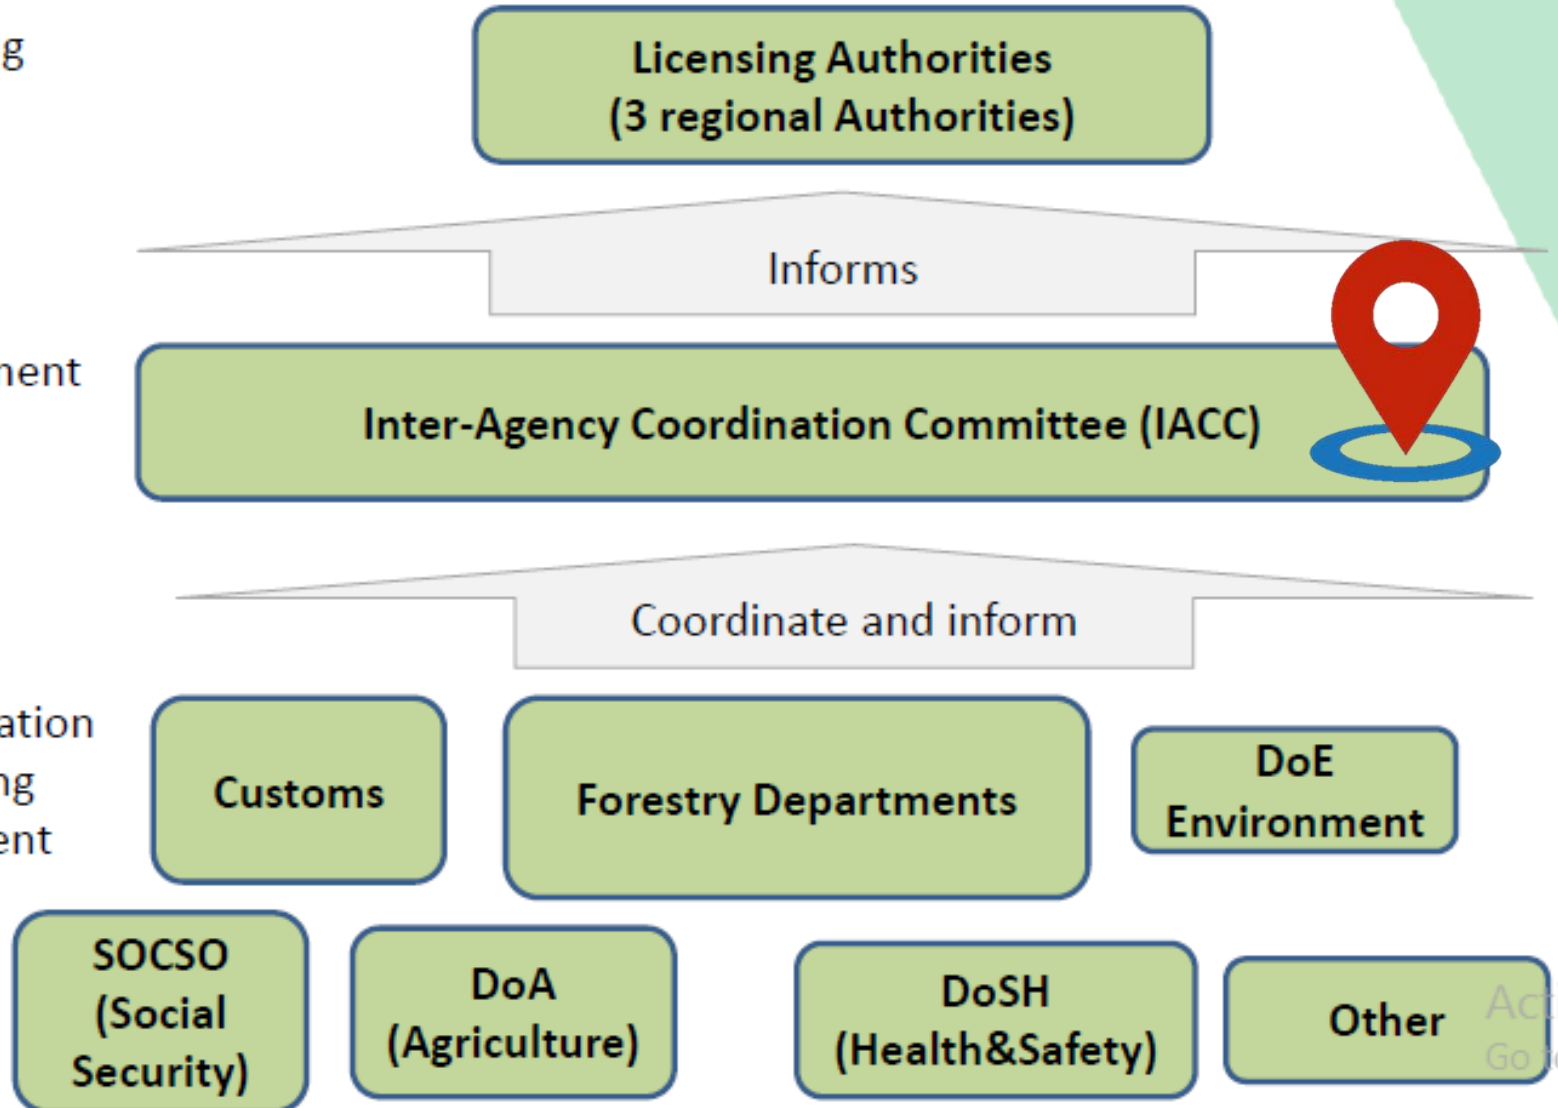 Licensing Authorities
(3 regional Authorities)
Informs
Inter-Agency Coordination Committee (IACC)
Coordinate and inform
Customs
Forestry Departments
DoE
Environment
SOCSO
(Social
Security)
DoA
(Agriculture)
DoSH
(Health&Safety)
Other